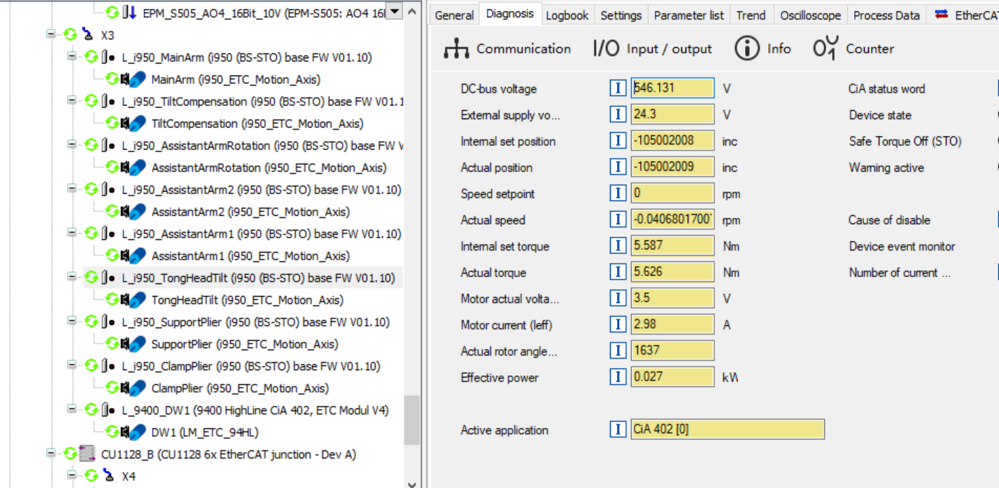 EPM_S505_AO4_16Bit_10V (EPM-S505: AO4 16
X3
L_i950_MainArm (i950 (BS-STO) base FW V01.10)
MainArm (i950_ETC_Motion_Axis)
L_i950_TiltCompensation (i950 (BS-STO) base FW V01.1
TiltCompensation (i950_ETC_Motion_Axis)
L_i950_AssistantArmRotation (i950 (BS-STO) base FW V
AssistantArmRotation (i950_ETC_Motion_Axis)
L_i950_AssistantArm2 (i950 (BS-STO) base FW V01.10)
AssistantArm2 (i950_ETC_Motion_Axis)
L_i950_AssistantArm1 (i950 (BS-STO) base FW V01.10)
AssistantArm1 (i950_ETC_Motion_Axis)
L_i950_TongHeadTilt (i950 (BS-STO) base FW V01.10)
TongHeadTilt (i950_ETC_Motion_Axis)
L_i950_SupportPlier (i950 (BS-STO) base FW V01.10)
SupportPlier (i950_ETC_Motion_Axis)
L_i950_ClampPlier (i950 (BS-STO) base FW V01.10)
ClampPlier (i950_ETC_Motion_Axis)
L_9400_DW1 (9400 HighLine CiA 402, ETC Modul V4)
DW1 (LM_ETC_94HL)
CU1128_B (CU1128 6x EtherCAT junction - Dev A)
X4
General Diagnosis Logbook Settings Parameter list Trend Oscilloscope Process Data EtherCAT
Communication I/O Input / output Info Counter
DC-bus voltage I 546.131 V CiA status word
External supply vo... I 24.3 V Device state
Internal set position I -105002008 inc Safe Torque Off (STO)
Actual position I -105002009 inc Warning active
Speed setpoint I 0 rpm
Actual speed I -0.0406801700 rpm Cause of disable
Internal set torque I 5.587 Nm Device event monitor
Actual torque I 5.626 Nm Number of current ...
Motor actual volta... I 3.5 V
Motor current (Ieff) I 2.98 A
Actual rotor angle... I 1637
Effective power I 0.027 kW
Active application I CiA 402 [0]